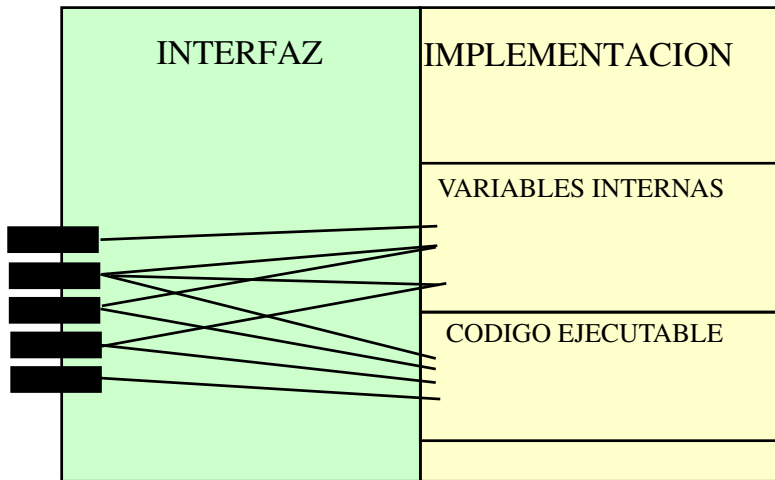 INTERFAZ
IMPLEMENTACION
VARIABLES INTERNAS
CODIGO EJECUTABLE